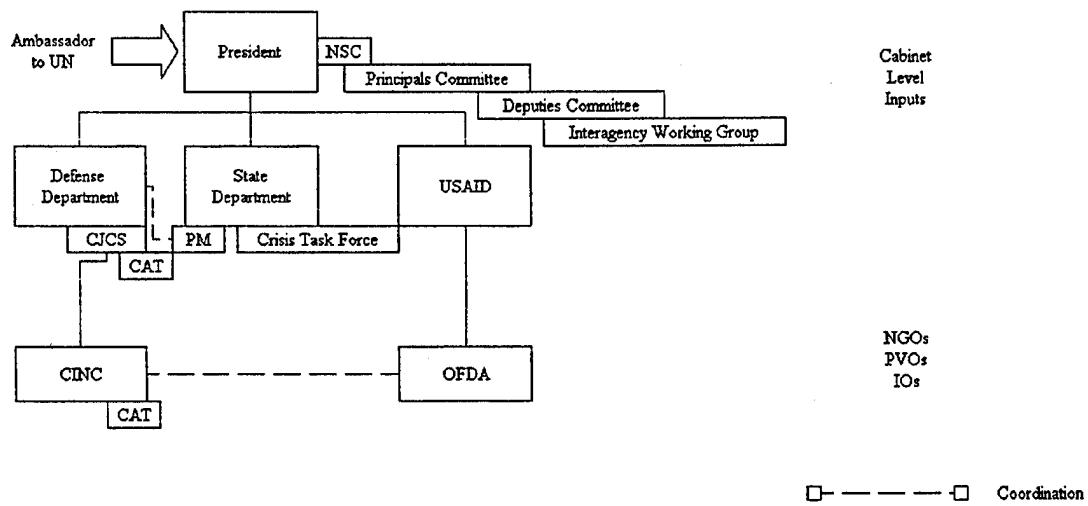 Ambassador
to UN
President
NSC
Principals Committee
Deputies Committee
Interagency Working Group
Cabinet
Level
Inputs
Defense
Department
State
Department
USAID
CJCS
PM
Crisis Task Force
CAT
CINC
OFDA
CAT
NGOs
PVOs
IOs
Coordination